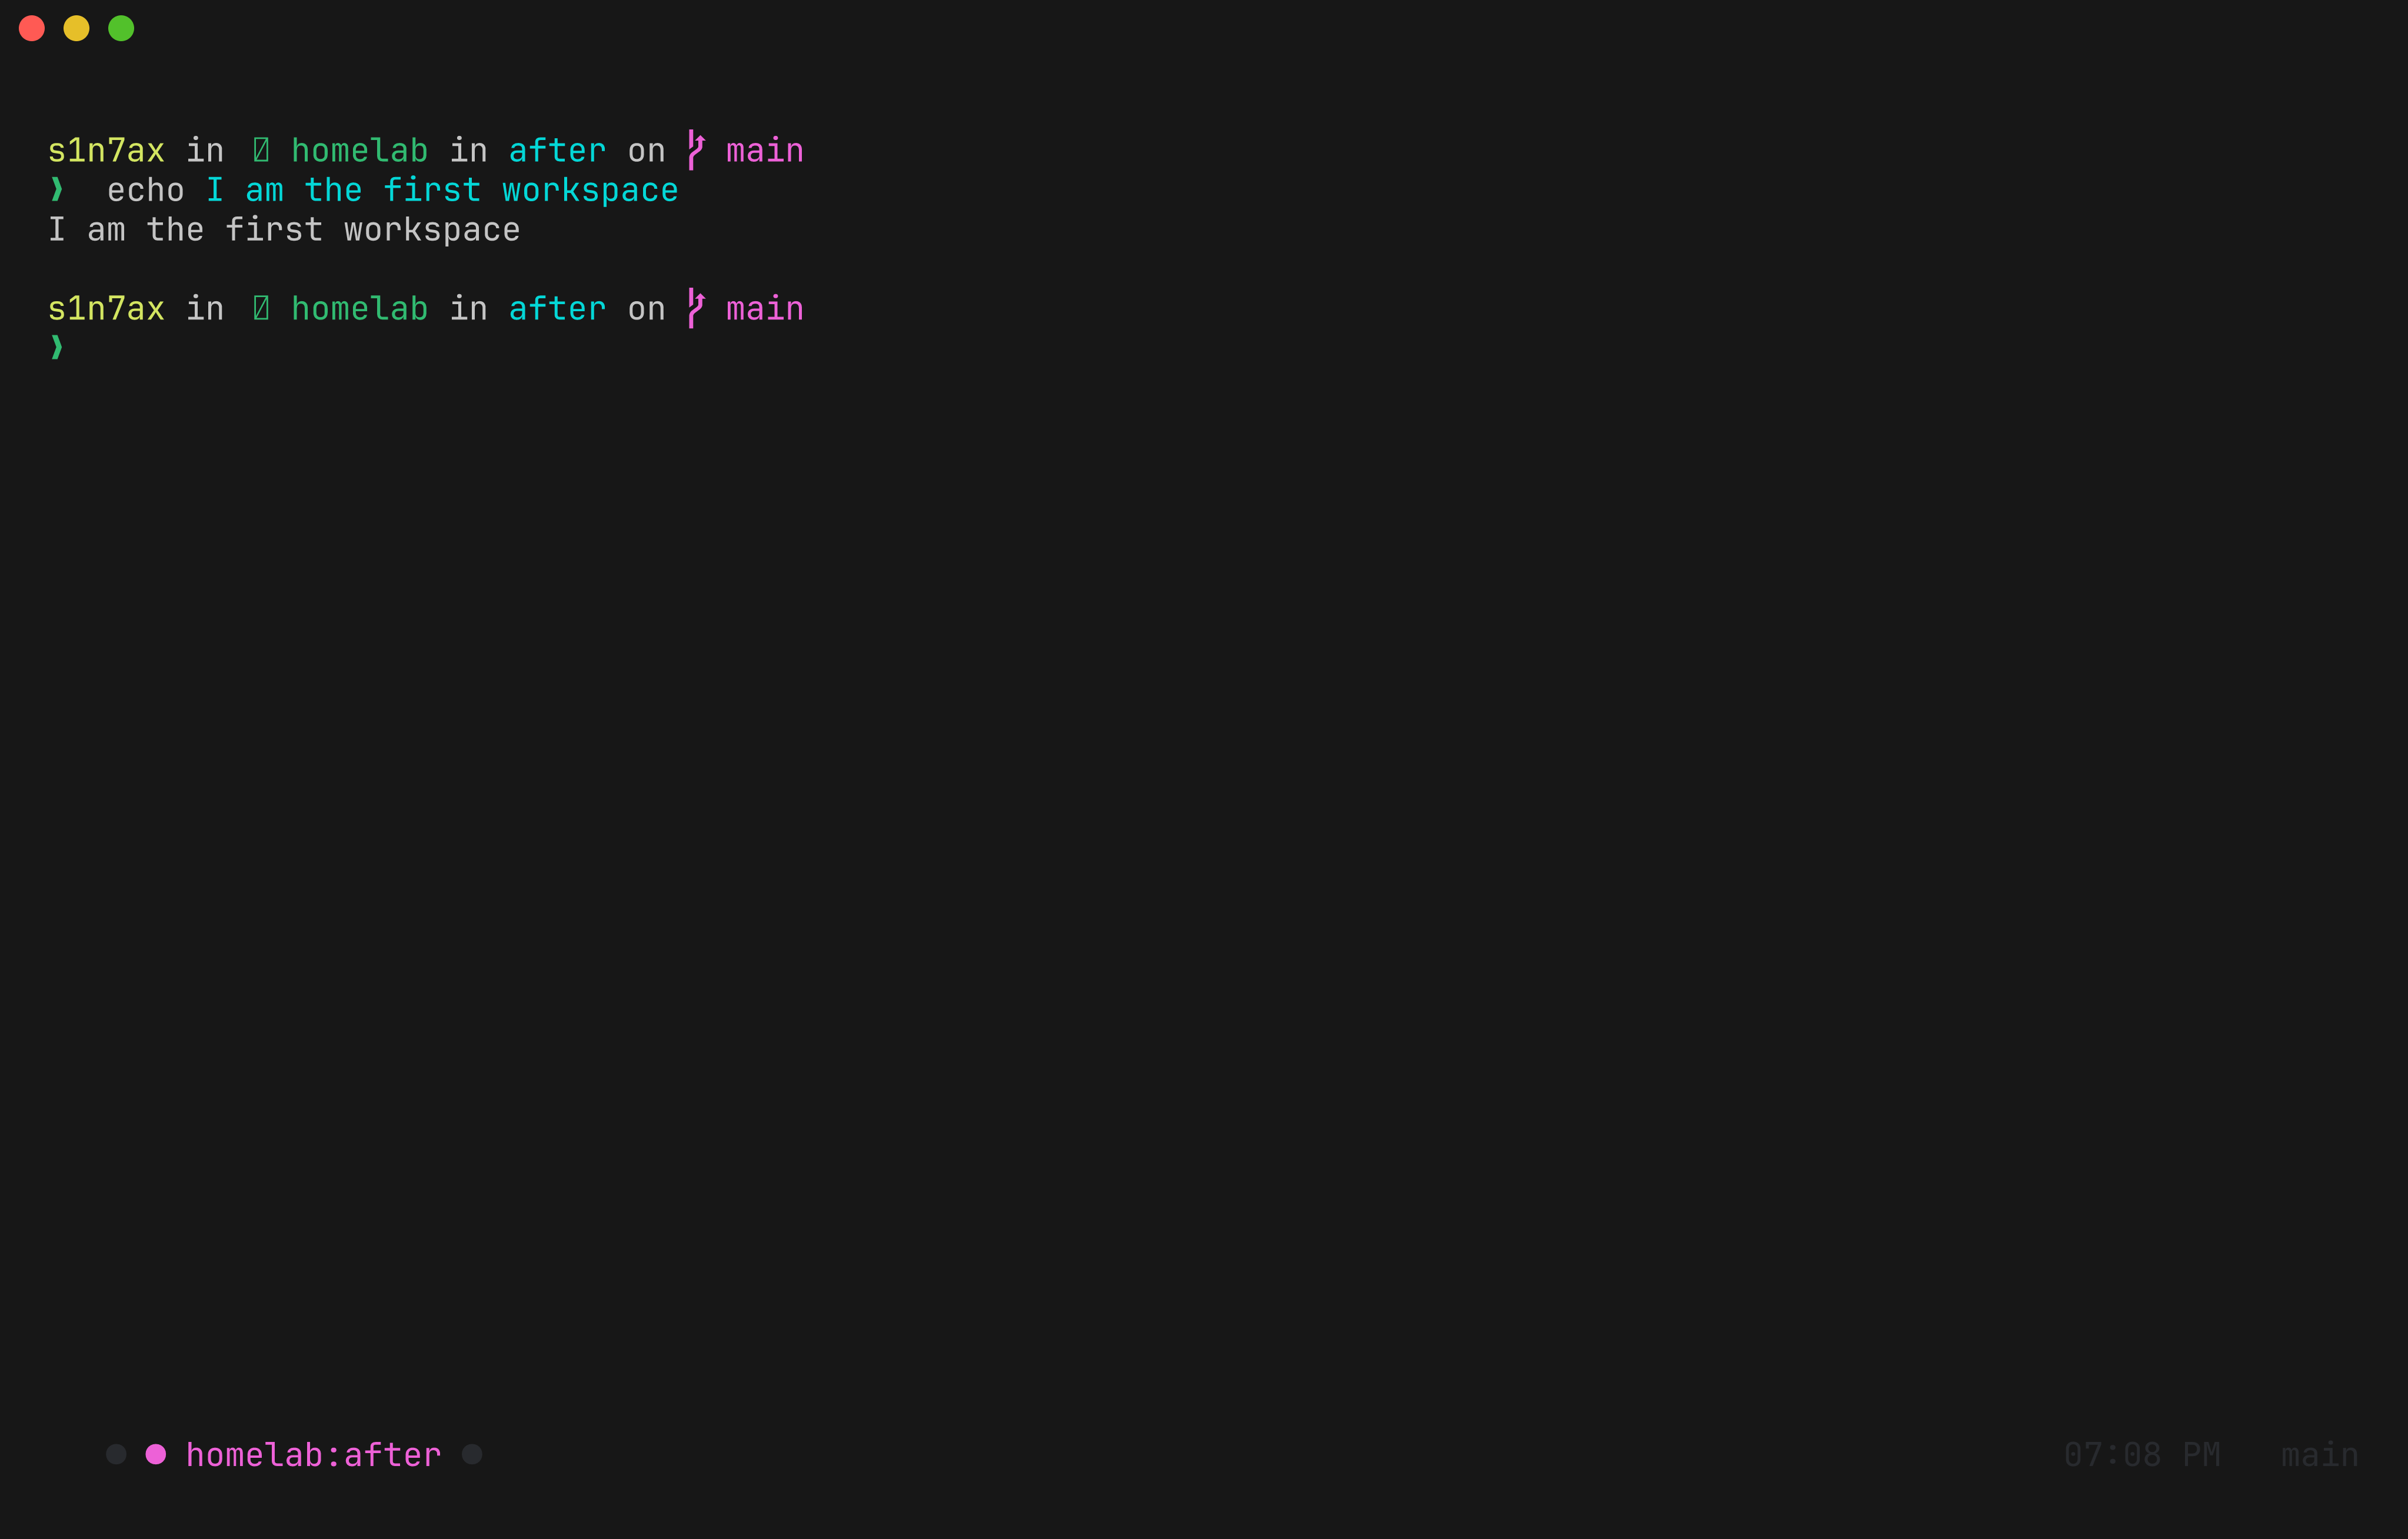 s1n7ax in homelab in after on main
❱ echo I am the first workspace
I am the first workspace
s1n7ax in homelab in after on main
❱
homelab:after 07:08 PM main